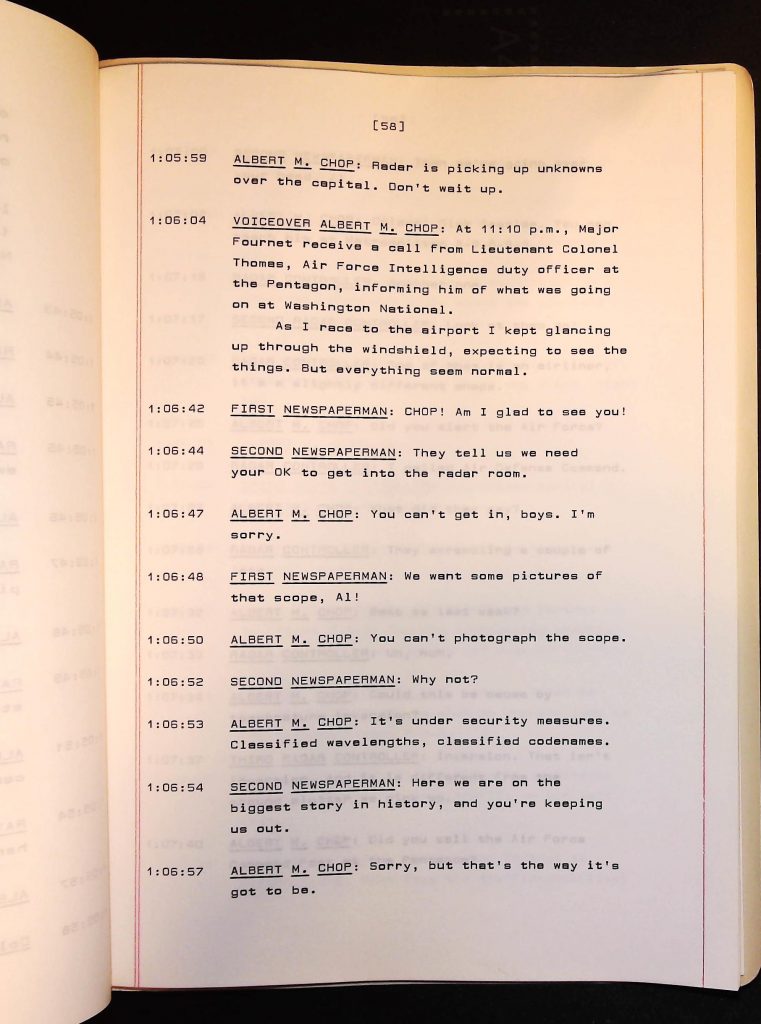 [58]
1:05:59 ALBERT M. CHOP: Radar is picking up unknowns
over the capital. Don't wait up.
1:06:04 VOICEOVER ALBERT M. CHOP: At 11:10 p.m., Major
Fournet receive a call from Lieutenant Colonel
Thomas, Air Force Intelligence duty officer at
the Pentagon, informing him of what was going
on at Washington National.
As I race to the airport I kept glancing
up through the windshield, expecting to see the
things. But everything seem normal.
1:06:42 FIRST NEWSPAPERMAN: CHOP! Am I glad to see you!
1:06:44 SECOND NEWSPAPERMAN: They tell us we need
your OK to get into the radar room.
1:06:47 ALBERT M. CHOP: You can't get in, boys. I'm
sorry.
1:06:48 FIRST NEWSPAPERMAN: We want some pictures of
that scope, Al!
1:06:50 ALBERT M. CHOP: You can't photograph the scope.
1:06:52 SECOND NEWSPAPERMAN: Why not?
1:06:53 ALBERT M. CHOP: It's under security measures.
Classified wavelengths, classified codenames.
1:06:54 SECOND NEWSPAPERMAN: Here we are on the
biggest story in history, and you're keeping
us out.
1:06:57 ALBERT M. CHOP: Sorry, but that's the way it's
got to be.